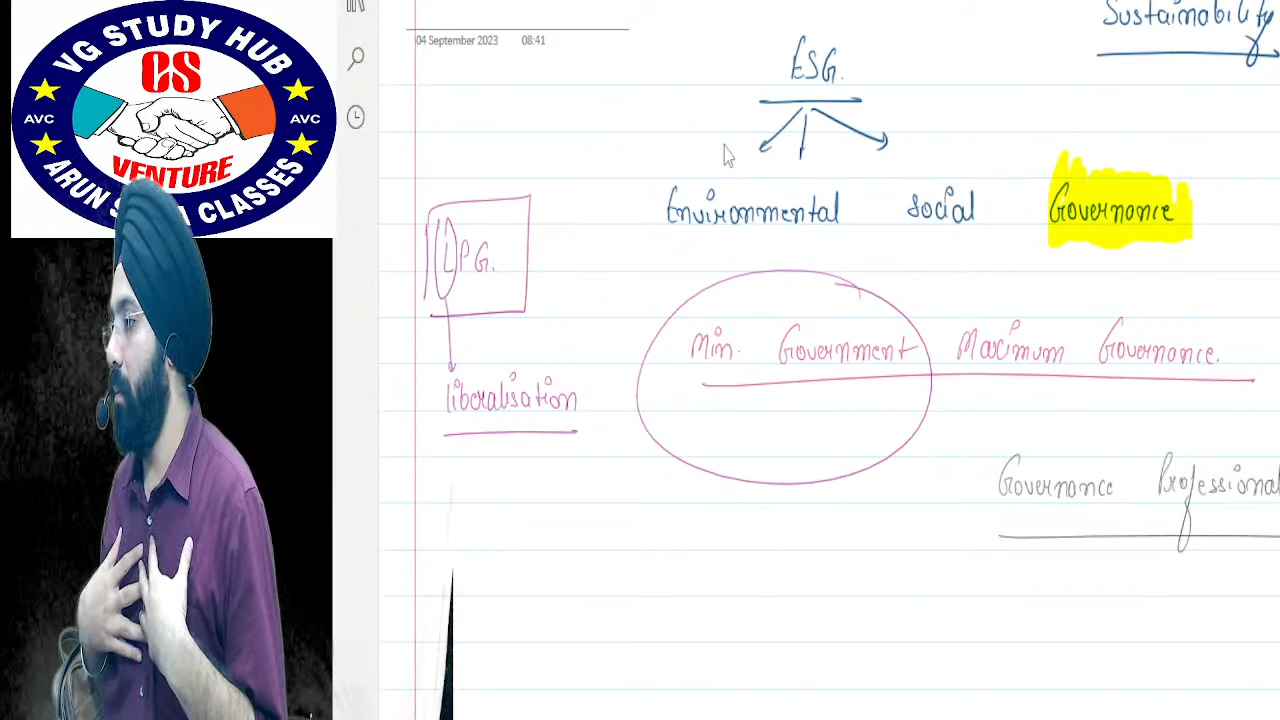 VG STUDY HUB
CS
AVC
AVC
VENTURE
CLASSES
04 September 2023 08:41
Sustainability
ESG.
Environmental Social Governance
LPG.
Min. Government Maximum Governance.
liberalisation
Governance Professional